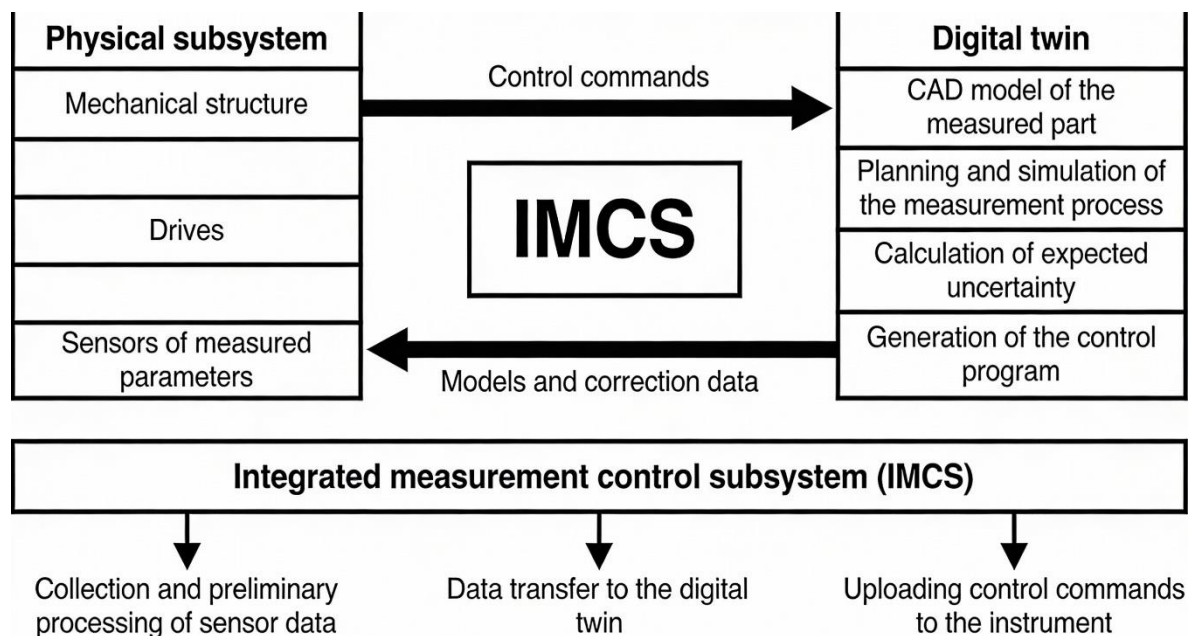 Physical subsystem
Mechanical structure
Drives
Sensors of measured
parameters
Control commands
IMCS
Models and correction data
Digital twin
CAD model of the
measured part
Planning and simulation of
the measurement process
Calculation of expected
uncertainty
Generation of the control
program
Integrated measurement control subsystem (IMCS)
Collection and preliminary
processing of sensor data
Data transfer to the digital
twin
Uploading control commands
to the instrument